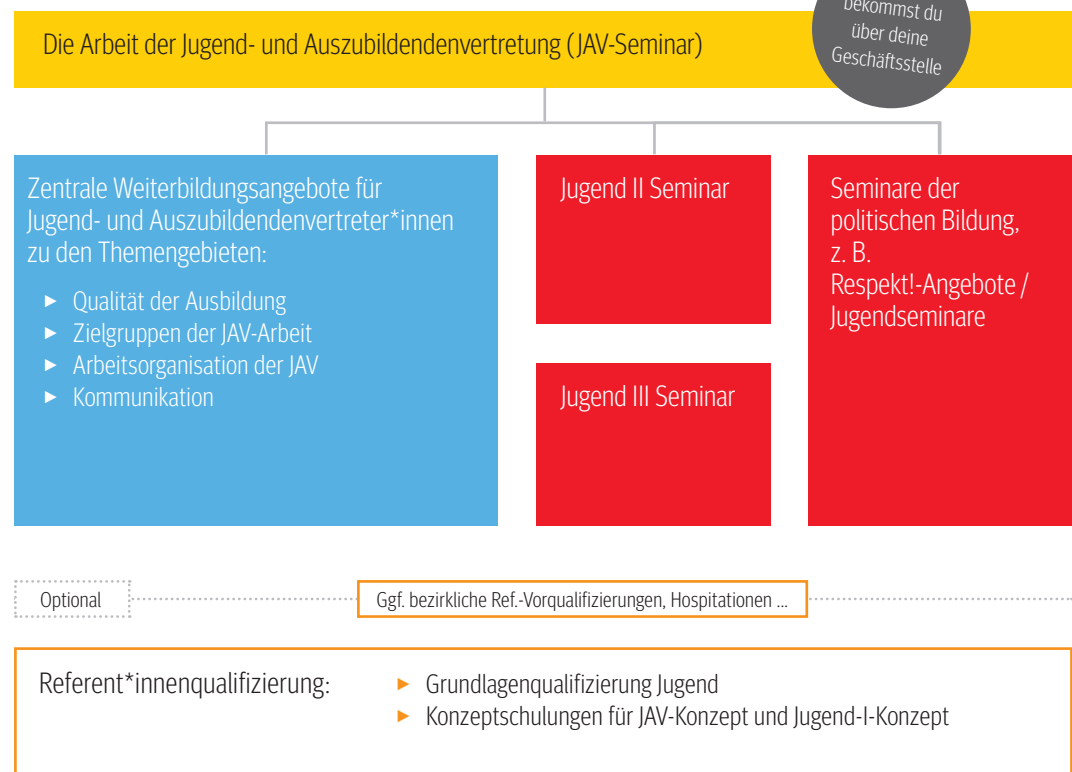 bekommst du
über deine
Geschäftsstelle
Die Arbeit der Jugend- und Auszubildendenvertretung (JAV-Seminar)
Zentrale Weiterbildungsangebote für
Jugend- und Auszubildendenvertreter*innen
zu den Themengebieten:
► Qualität der Ausbildung
► Zielgruppen der JAV-Arbeit
► Arbeitsorganisation der JAV
► Kommunikation
Jugend II Seminar
Jugend III Seminar
Seminare der
politischen Bildung,
z. B.
Respekt!-Angebote /
Jugendseminare
Optional
Ggf. bezirkliche Ref.-Vorqualifizierungen, Hospitationen ...
Referent*innenqualifizierung:
► Grundlagenqualifizierung Jugend
► Konzeptschulungen für JAV-Konzept und Jugend-I-Konzept